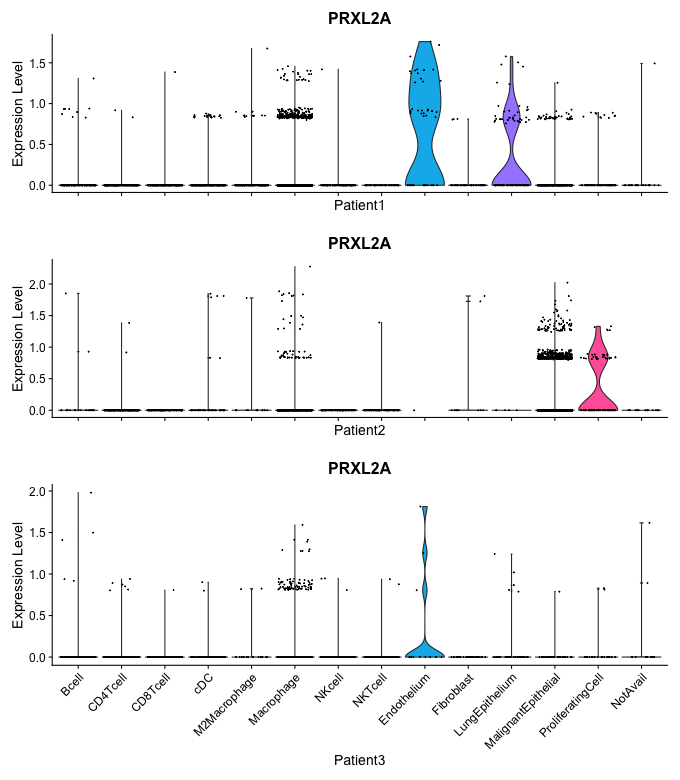 PRXL2A
Expression Level
1.5
1.0
0.5
0.0
Patient1
PRXL2A
Expression Level
2.0
1.5
1.0
0.5
0.0
Patient2
PRXL2A
Expression Level
2.0
1.5
1.0
0.5
0.0
Bcell
CD4Tcell
CD8Tcell
cDC
M2Macrophage
Macrophage
NKcell
NKTcell
Endothelium
Fibroblast
LungEpithelium
MalignantEpithelial
ProliferatingCell
NotAvail
Patient3